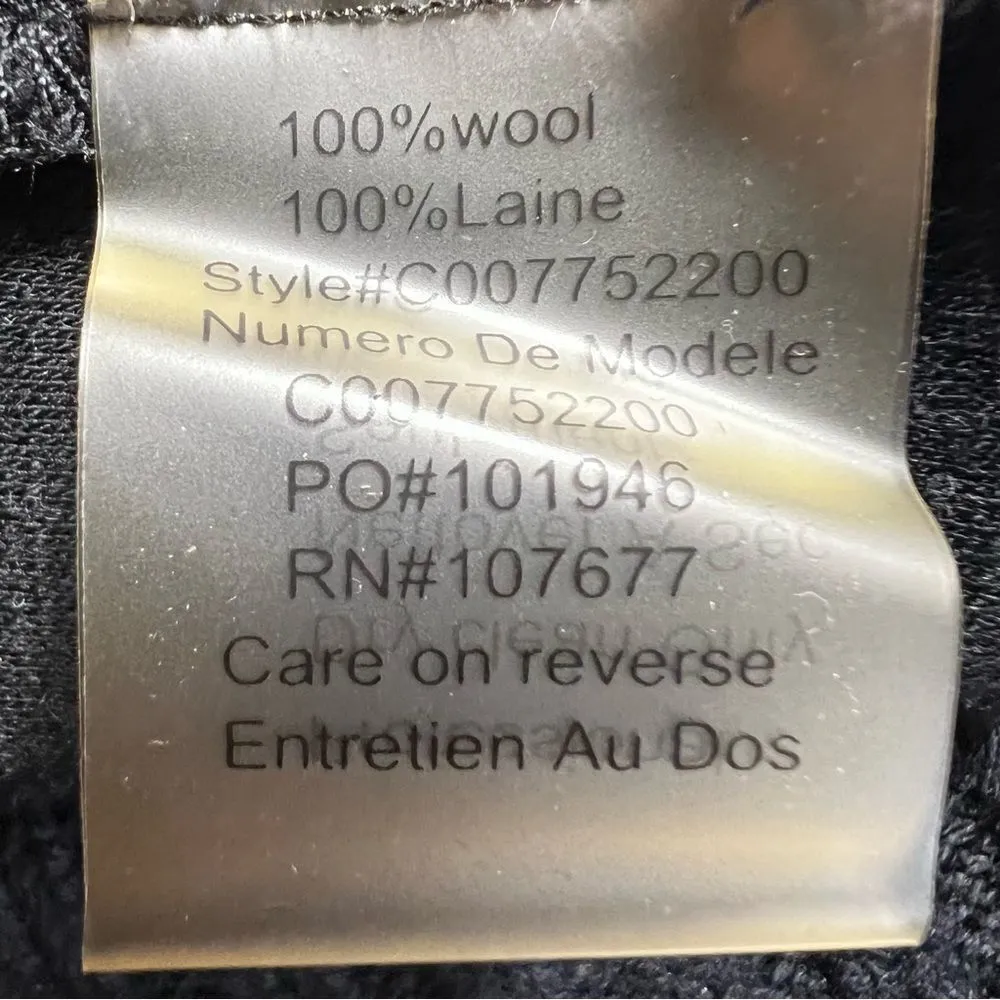 100%wool
100%Laine
Style#C007752200
Numero De Modele
C007752200
PO#101946
RN#107677
Care on reverse
Entretien Au Dos